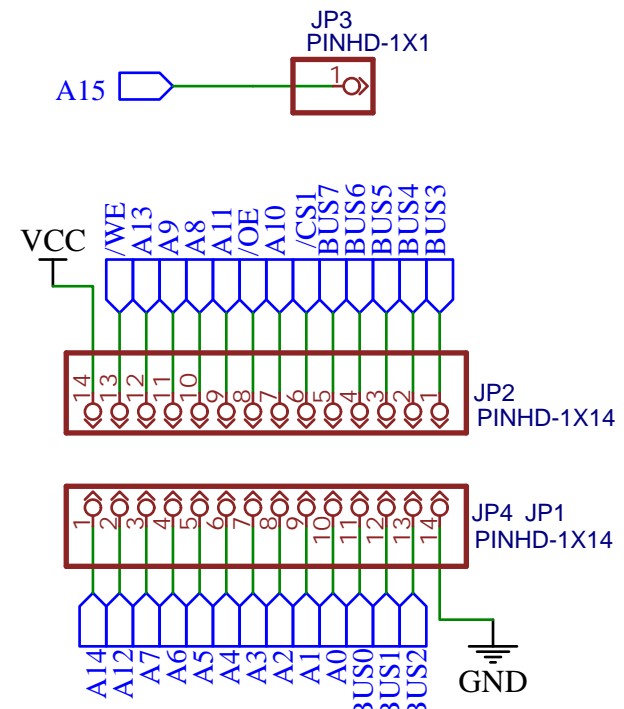 JP3
PINHD-1X1
1
A15
/WE A13 A9 A8 A11 /OE A10 /CS1 BUS7 BUS6 BUS5 BUS4 BUS3
VCC
14 13 12 11 10 9 8 7 6 5 4 3 2 1
JP2
PINHD-1X14
1 2 3 4 5 6 7 8 9 10 11 12 13 14
JP4 JP1
PINHD-1X14
A14 A12 A7 A6 A5 A4 A3 A2 A1 A0 BUS0 BUS1 BUS2
GND